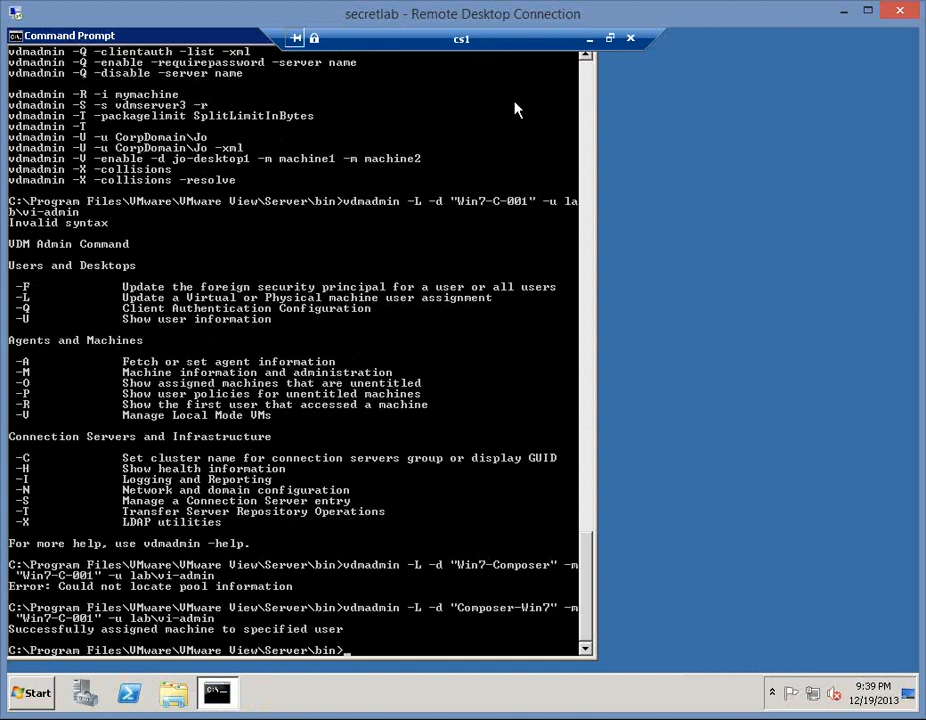 secretlab - Remote Desktop Connection
Command Prompt
cs1
vdmadmin -Q -clientauth -list -xml
vdmadmin -Q -enable -requirepassword -server name
vdmadmin -Q -disable -server name
vdmadmin -R -i mymachine
vdmadmin -S -s vdmserver3 -r
vdmadmin -T -packagelimit SplitLimitInBytes
vdmadmin -T
vdmadmin -U -u CorpDomain\Jo
vdmadmin -U -u CorpDomain\Jo -xml
vdmadmin -V -enable -d jo-desktop1 -m machine1 -m machine2
vdmadmin -X -collisions
vdmadmin -X -collisions -resolve
C:\Program Files\VMware\VMware View\Server\bin>vdmadmin -L -d "Win7-C-001" -u la
b\vi-admin
Invalid syntax
VDM Admin Command
Users and Desktops
-F Update the foreign security principal for a user or all users
-L Update a Virtual or Physical machine user assignment
-Q Client Authentication Configuration
-U Show user information
Agents and Machines
-A Fetch or set agent information
-M Machine information and administration
-O Show assigned machines that are unentitled
-P Show user policies for unentitled machines
-R Show the first user that accessed a machine
-V Manage Local Mode VMs
Connection Servers and Infrastructure
-C Set cluster name for connection servers group or display GUID
-H Show health information
-I Logging and Reporting
-N Network and domain configuration
-S Manage a Connection Server entry
-T Transfer Server Repository Operations
-X LDAP utilities
For more help, use vdmadmin -help.
C:\Program Files\VMware\VMware View\Server\bin>vdmadmin -L -d "Win7-Composer" -m
"Win7-C-001" -u lab\vi-admin
Error: Could not locate pool information
C:\Program Files\VMware\VMware View\Server\bin>vdmadmin -L -d "Composer-Win7" -m
"Win7-C-001" -u lab\vi-admin
Successfully assigned machine to specified user
C:\Program Files\VMware\VMware View\Server\bin>_
Start
9:39 PM
12/19/2013